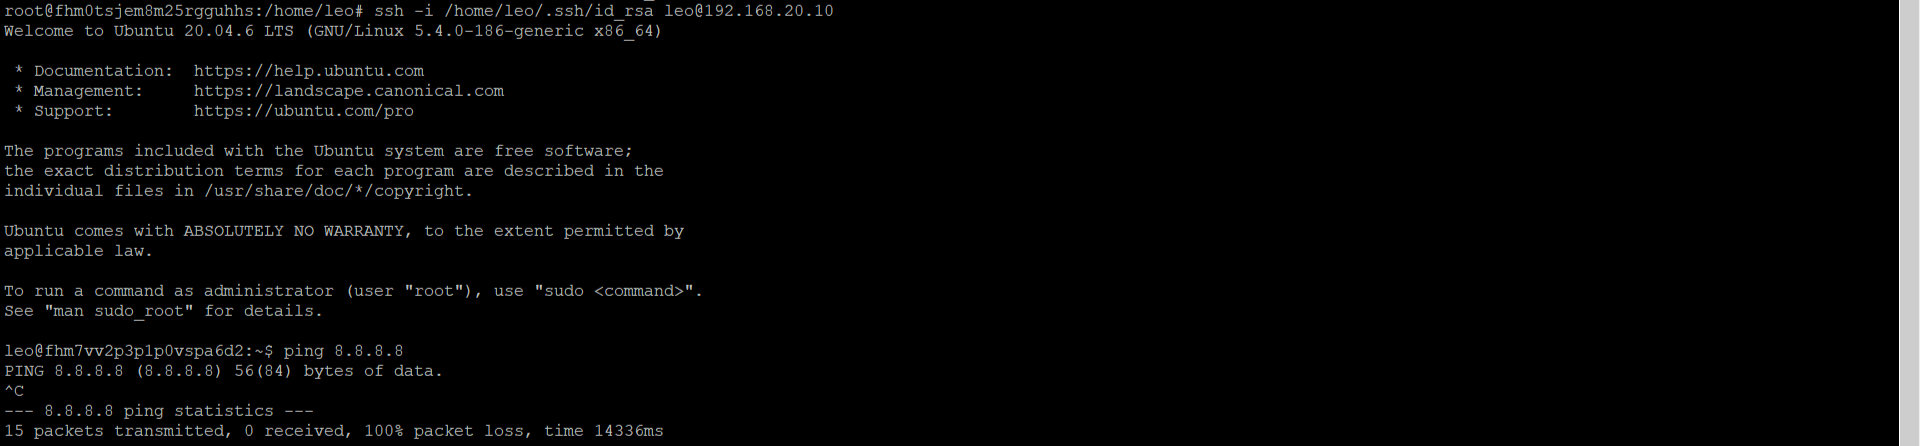 root@fhm0tsjem8m25rgguhhs:/home/leo# ssh -i /home/leo/.ssh/id_rsa leo@192.168.20.10
Welcome to Ubuntu 20.04.6 LTS (GNU/Linux 5.4.0-186-generic x86_64)
* Documentation:  https://help.ubuntu.com
* Management:     https://landscape.canonical.com
* Support:        https://ubuntu.com/pro
The programs included with the Ubuntu system are free software;
the exact distribution terms for each program are described in the
individual files in /usr/share/doc/*/copyright.
Ubuntu comes with ABSOLUTELY NO WARRANTY, to the extent permitted by
applicable law.
To run a command as administrator (user "root"), use "sudo <command>".
See "man sudo_root" for details.
leo@fhm7vv2p3p1p0vspa6d2:~$ ping 8.8.8.8
PING 8.8.8.8 (8.8.8.8) 56(84) bytes of data.
^C
--- 8.8.8.8 ping statistics ---
15 packets transmitted, 0 received, 100% packet loss, time 14336ms